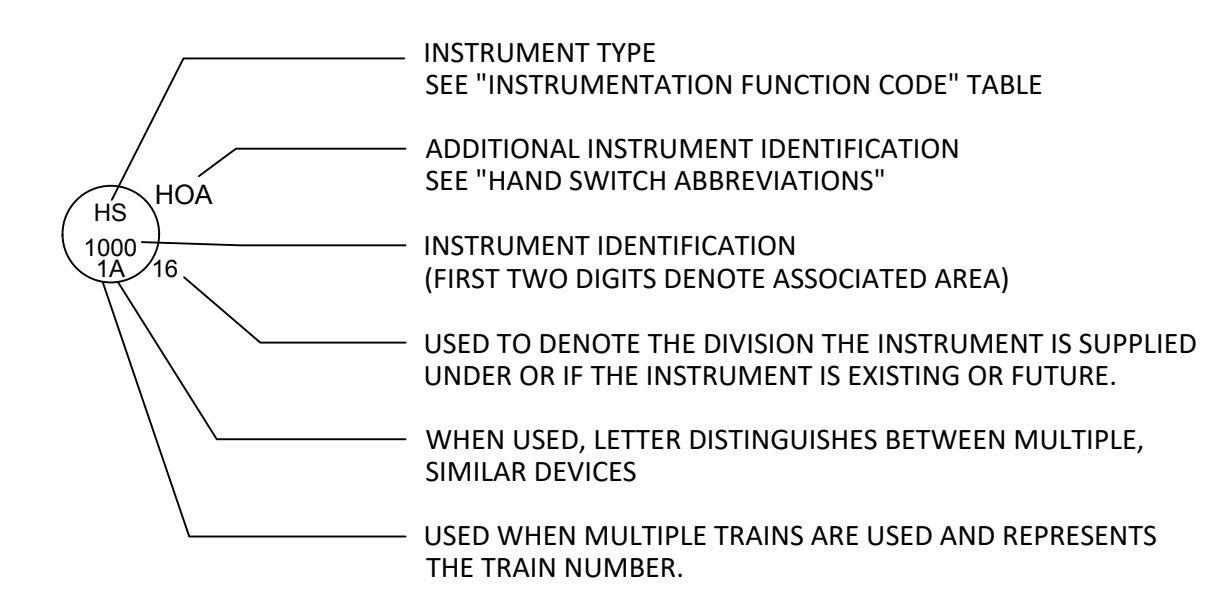 INSTRUMENT TYPE
SEE "INSTRUMENTATION FUNCTION CODE" TABLE
ADDITIONAL INSTRUMENT IDENTIFICATION
SEE "HAND SWITCH ABBREVIATIONS"
HOA
HS
1000
1A
16
INSTRUMENT IDENTIFICATION
(FIRST TWO DIGITS DENOTE ASSOCIATED AREA)
USED TO DENOTE THE DIVISION THE INSTRUMENT IS SUPPLIED
UNDER OR IF THE INSTRUMENT IS EXISTING OR FUTURE.
WHEN USED, LETTER DISTINGUISHES BETWEEN MULTIPLE,
SIMILAR DEVICES
USED WHEN MULTIPLE TRAINS ARE USED AND REPRESENTS
THE TRAIN NUMBER.